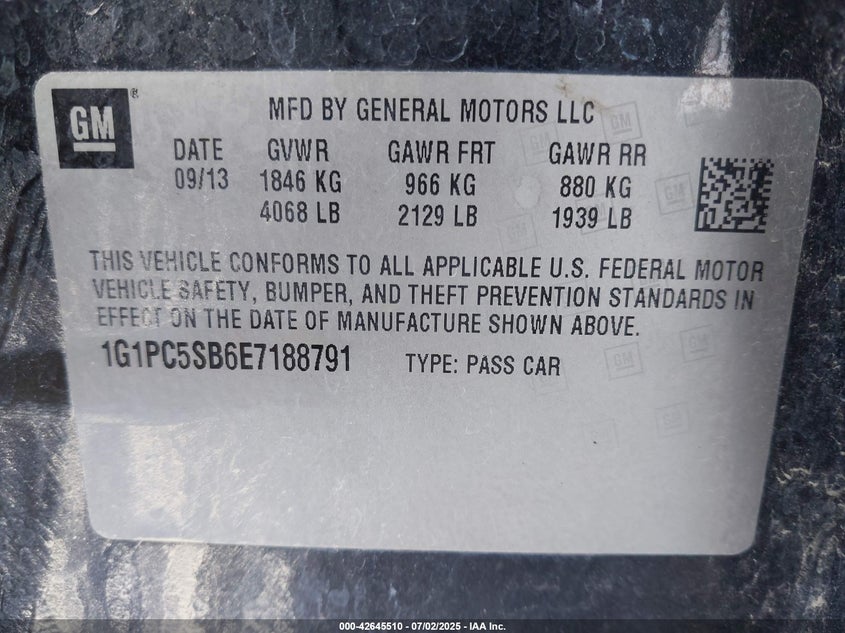 GM
MFD BY GENERAL MOTORS LLC
DATE GVWR GAWR FRT GAWR RR
09/13 1846 KG 966 KG 880 KG
4068 LB 2129 LB 1939 LB
THIS VEHICLE CONFORMS TO ALL APPLICABLE U.S. FEDERAL MOTOR
VEHICLE SAFETY, BUMPER, AND THEFT PREVENTION STANDARDS IN
EFFECT ON THE DATE OF MANUFACTURE SHOWN ABOVE.
1G1PC5SB6E7188791 TYPE: PASS CAR
000-42645510 - 07/02/2025 - IAA Inc.